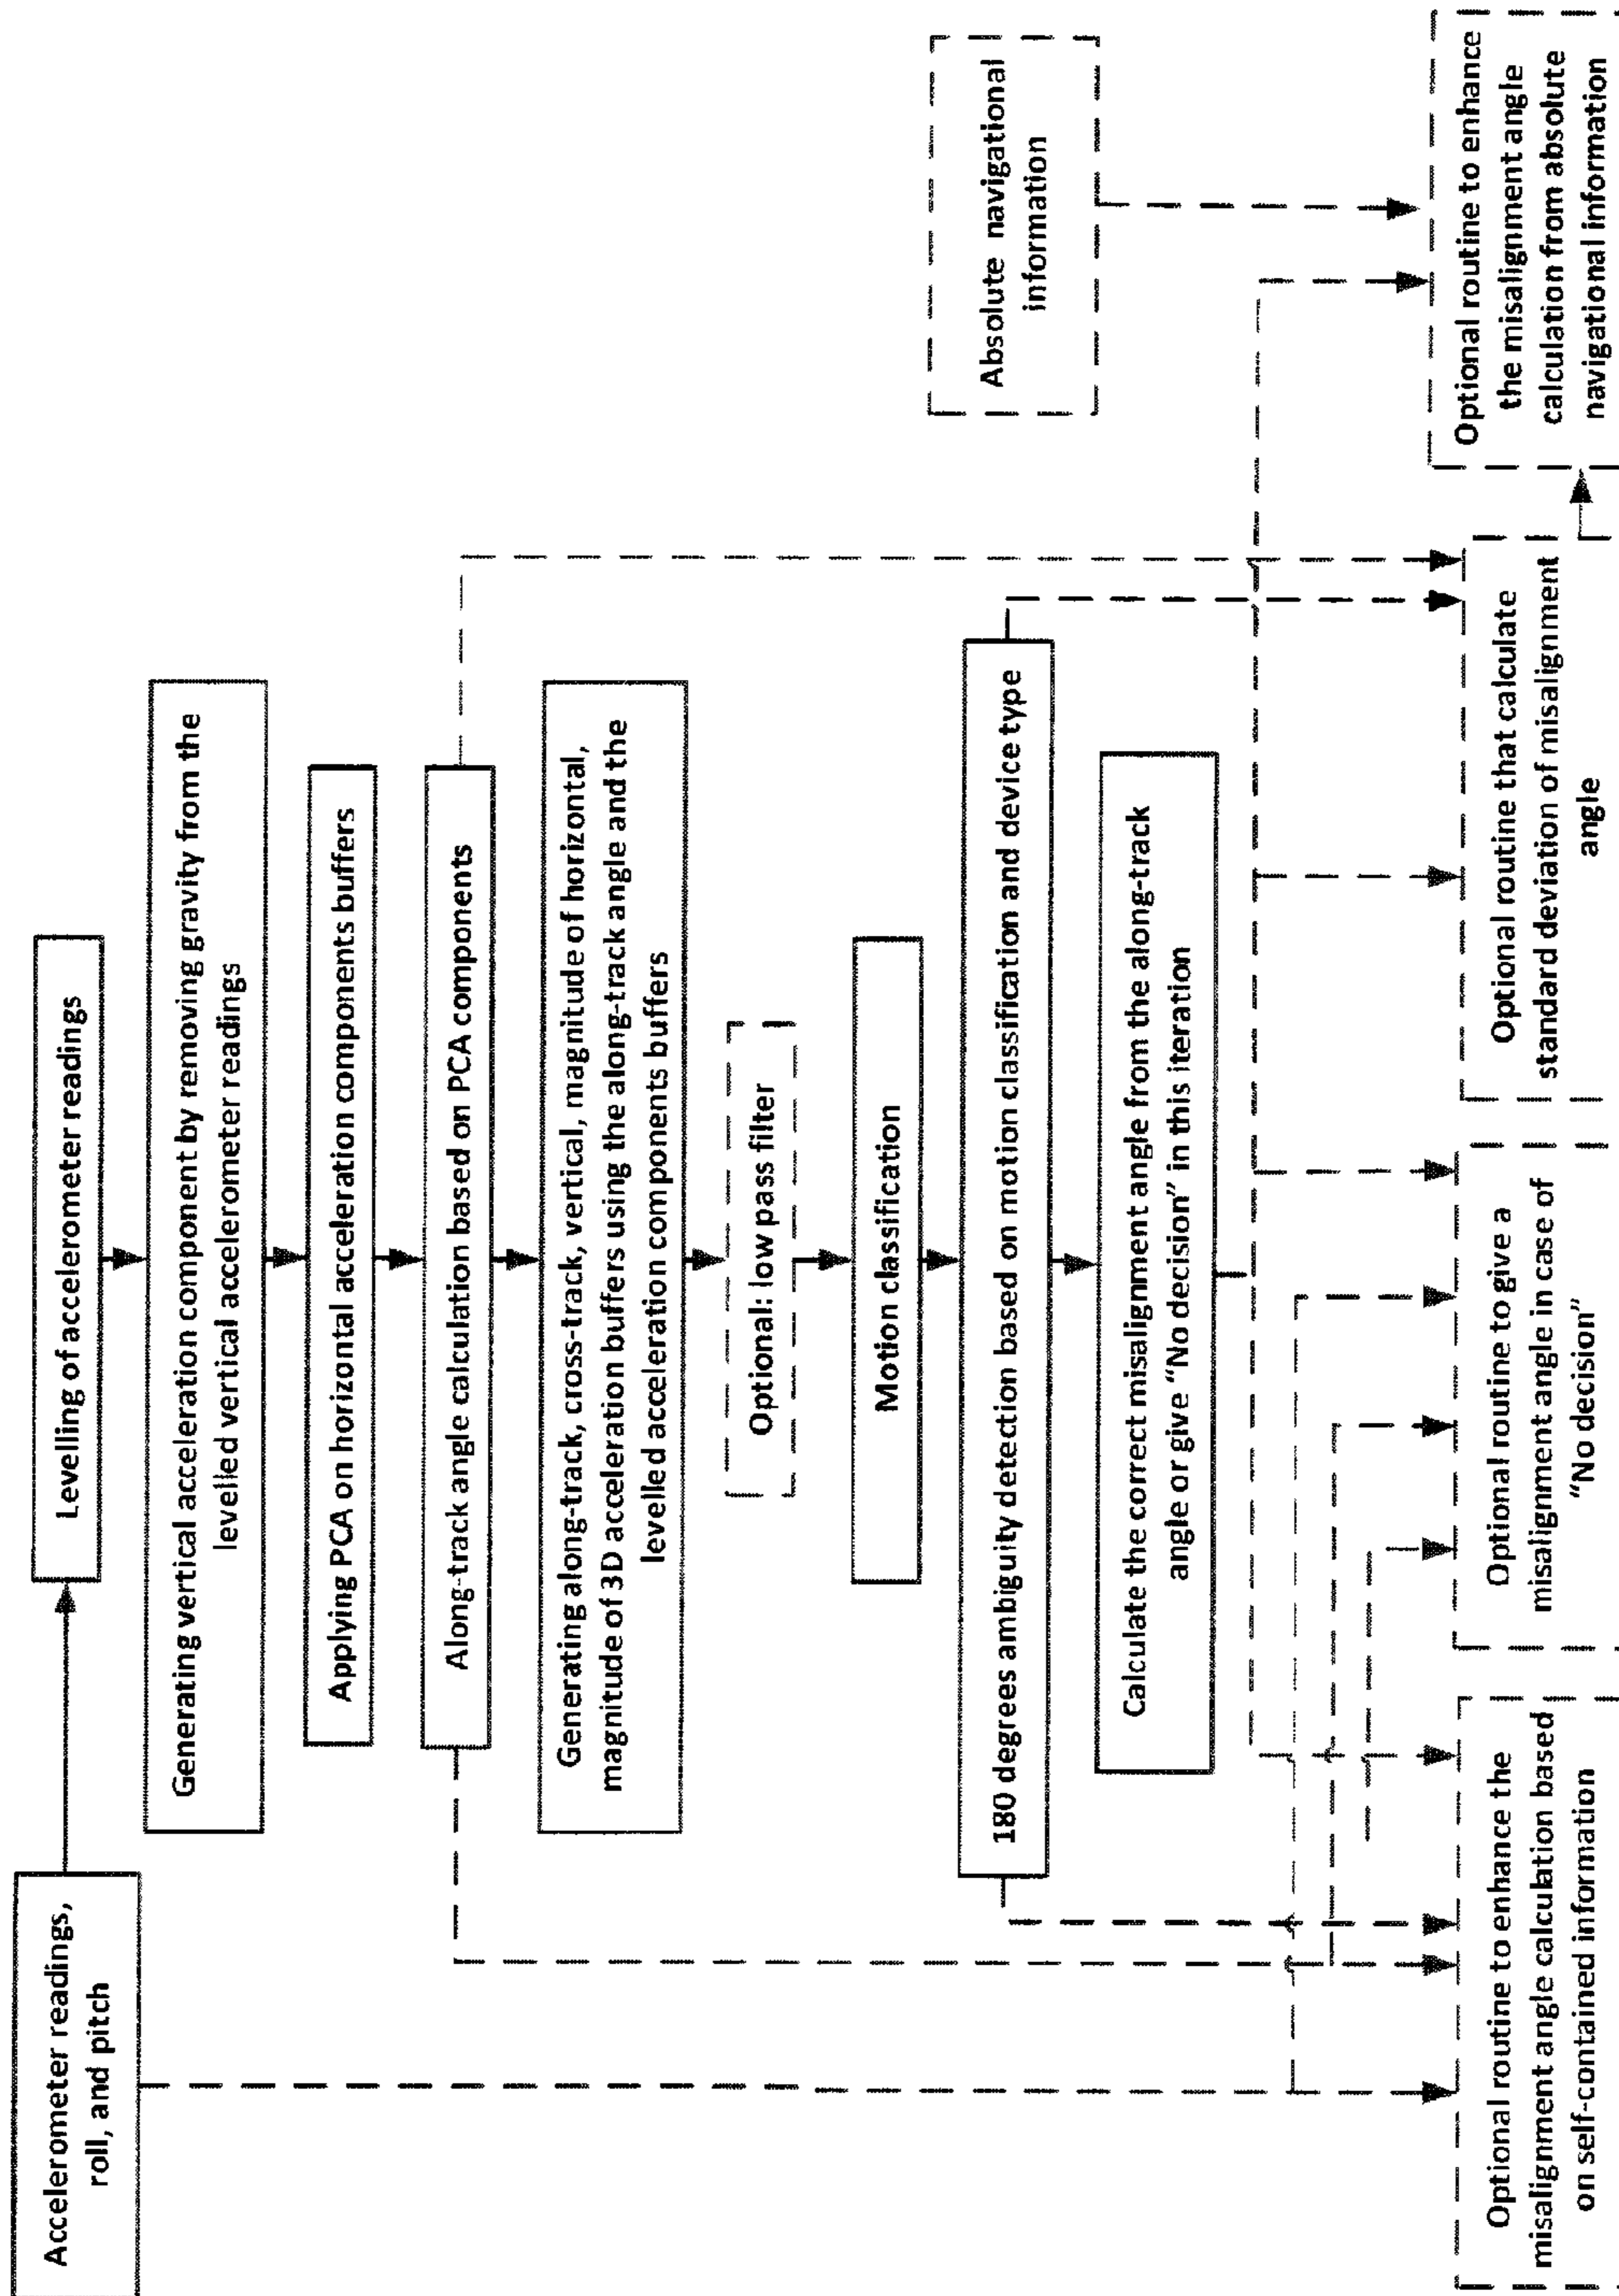 Accelerometer readings,
roll, and pitch
Levelling of accelerometer readings
Generating vertical acceleration component by removing gravity from the
levelled vertical accelerometer readings
Applying PCA on horizontal acceleration components buffers
Along-track angle calculation based on PCA components
Generating along-track, cross-track, vertical, magnitude of horizontal,
magnitude of 3D acceleration buffers using the along-track angle and the
levelled acceleration components buffers
Optional: low pass filter
Motion classification
180 degrees ambiguity detection based on motion classification and device type
Calculate the correct misalignment angle from the along-track
angle or give “No decision” in this iteration
Absolute navigational
information
Optional routine to enhance the
misalignment angle calculation based
on self-contained information
Optional routine to give a
misalignment angle in case of
“No decision”
Optional routine that calculate
standard deviation of misalignment
angle
Optional routine to enhance
the misalignment angle
calculation from absolute
navigational information